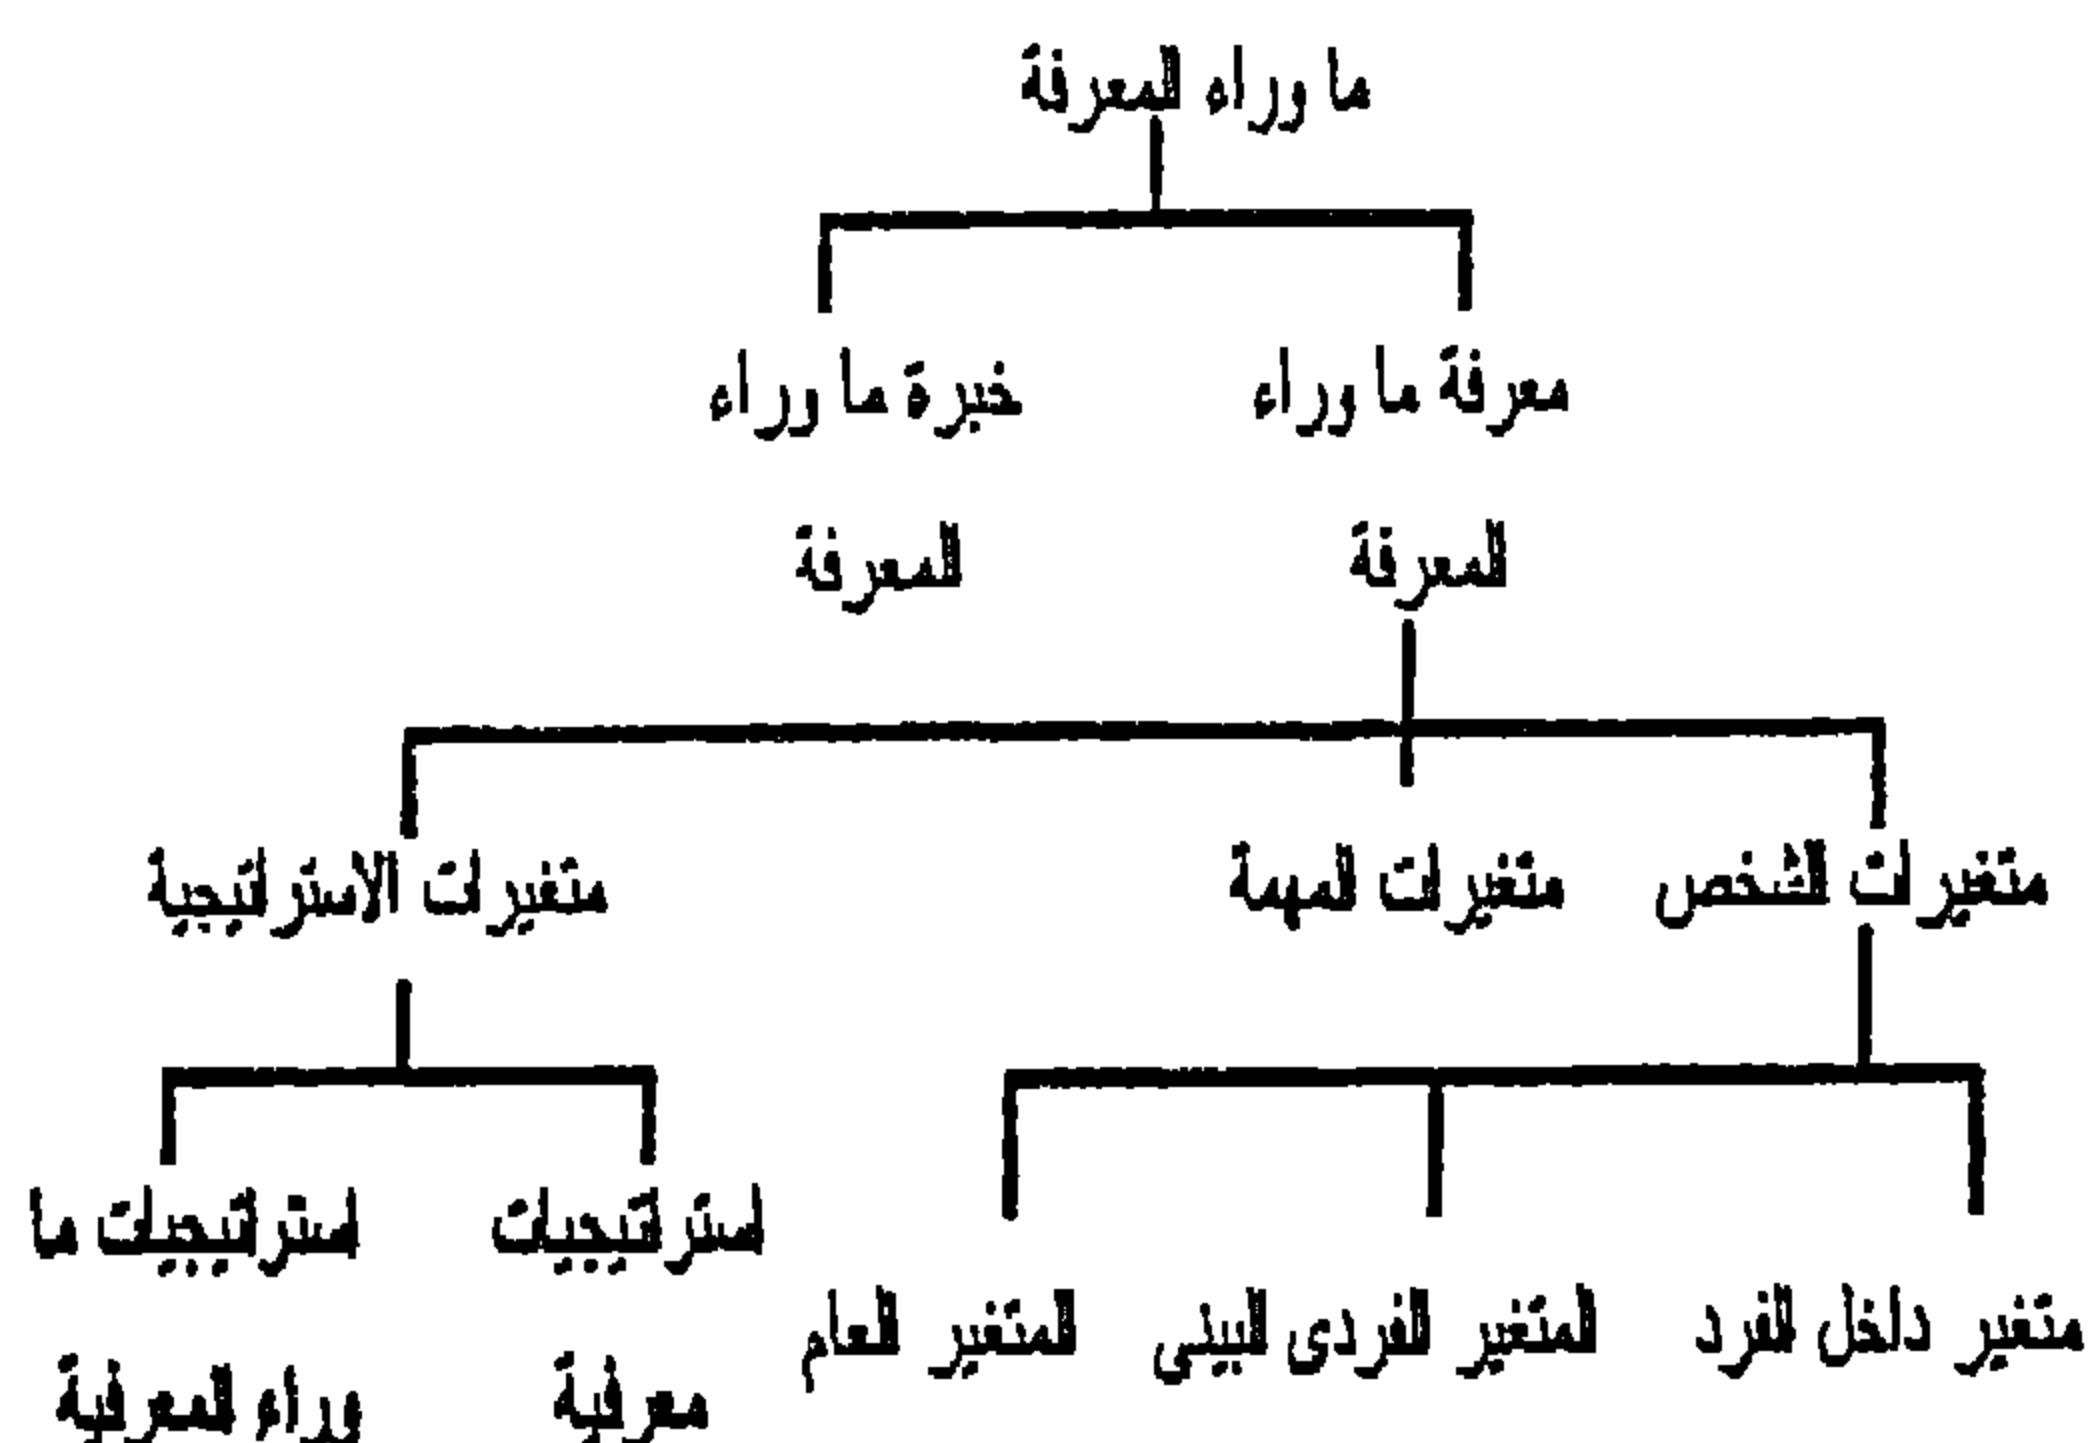 ما وراء المعرفة
معرفة ما وراء
المعرفة
خبرة ما وراء
المعرفة
متغيرات الشخص
متغيرات المهمة
متغيرات الاستراتيجية
متغير داخل الفرد
المتغير الفردى البينى
المتغير العام
استراتيجيات
معرفية
استراتيجيات ما
وراء المعرفية